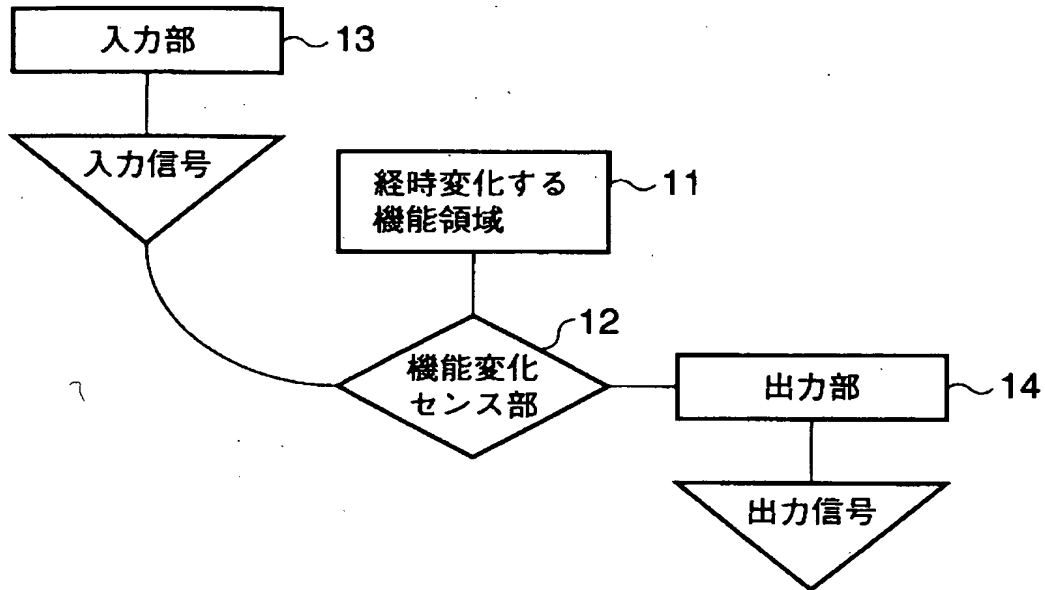 入力部
13
入力信号
経時変化する
機能領域
11
12
機能変化
センス部
出力部
14
出力信号